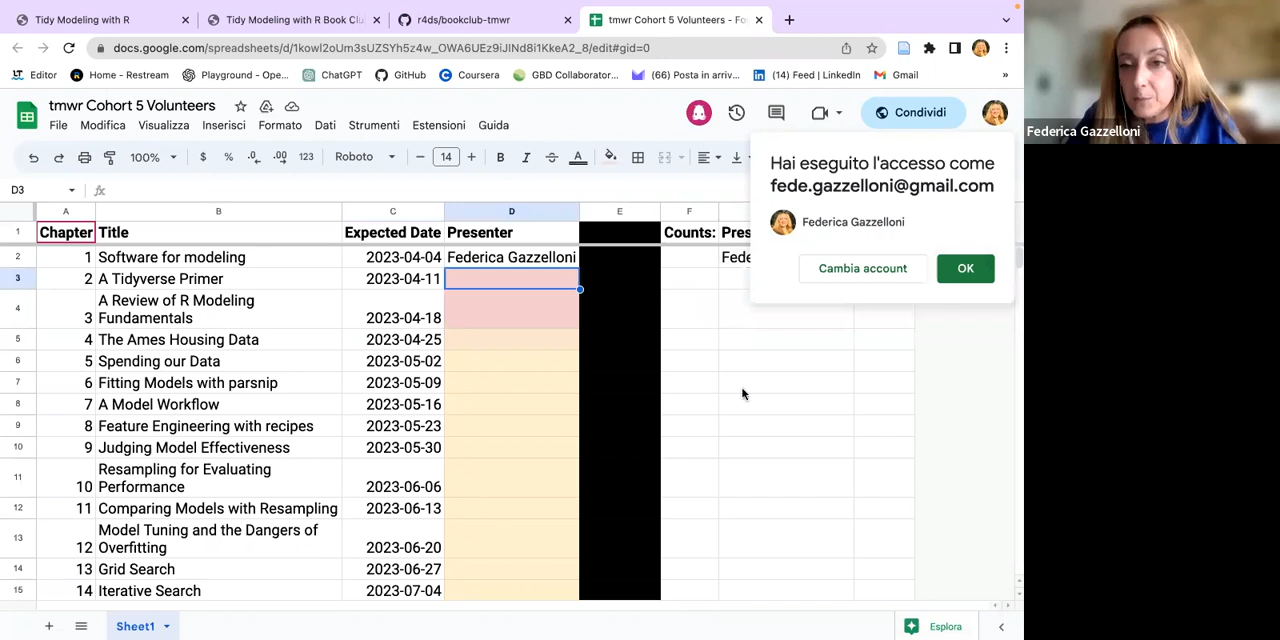 Tidy Modeling with R
Tidy Modeling with R Book Clu
r4ds/bookclub-tmwr
tmwr Cohort 5 Volunteers - Fo
docs.google.com/spreadsheets/d/1kowl2oUm3sUZSYh5z4w_OWA6UEz9iJINd8i1KkeA2_8/edit#gid=0
Editor
Home - Restream
Playground - Ope...
ChatGPT
GitHub
Coursera
GBD Collaborator...
(66) Posta in arriv...
(14) Feed | LinkedIn
Gmail
»
tmwr Cohort 5 Volunteers
File Modifica Visualizza Inserisci Formato Dati Strumenti Estensioni Guida
Condividi
100% $ % .0 .00 123 Roboto 14 B I S A
D3 fx
Hai eseguito l'accesso come
fede.gazzelloni@gmail.com
Federica Gazzelloni
Cambia account
OK
A B C D E F
1 Chapter Title Expected Date Presenter Counts: Pres
2 1 Software for modeling 2023-04-04 Federica Gazzelloni Fede
3 2 A Tidyverse Primer 2023-04-11
4 3 A Review of R Modeling
Fundamentals 2023-04-18
5 4 The Ames Housing Data 2023-04-25
6 5 Spending our Data 2023-05-02
7 6 Fitting Models with parsnip 2023-05-09
8 7 A Model Workflow 2023-05-16
9 8 Feature Engineering with recipes 2023-05-23
10 9 Judging Model Effectiveness 2023-05-30
11 10 Resampling for Evaluating
Performance 2023-06-06
12 11 Comparing Models with Resampling 2023-06-13
13 12 Model Tuning and the Dangers of
Overfitting 2023-06-20
14 13 Grid Search 2023-06-27
15 14 Iterative Search 2023-07-04
Sheet1
Esplora
Federica Gazzelloni